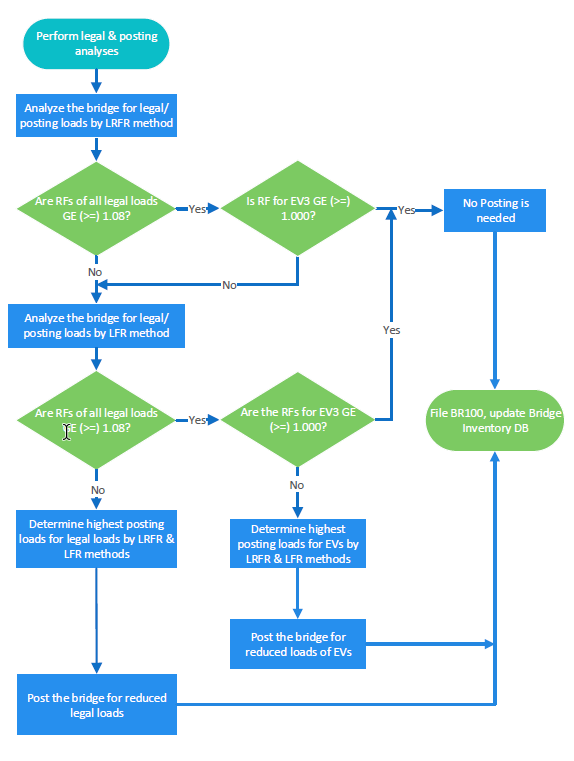 Perform legal & posting
analyses
Analyze the bridge for legal/
posting loads by LRFR method
Are RFs of all legal loads
GE (>=) 1.08?
Yes
Is RF for EV3 GE (>=)
1.000?
Yes
No Posting is
needed
No
No
Analyze the bridge for legal/
posting loads by LFR method
Yes
Are RFs of all legal loads
GE (>=) 1.08?
Yes
Are the RFs for EV3 GE
(>=) 1.000?
File BR100, update Bridge
Inventory DB
No
No
Determine highest posting
loads for legal loads by LRFR &
LFR methods
Determine highest
posting loads for EVs by
LRFR & LFR methods
Post the bridge for
reduced loads of EVs
Post the bridge for reduced
legal loads